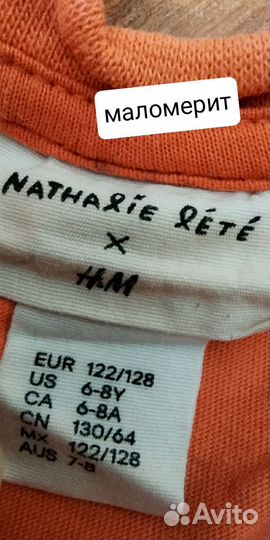 маломерит
NATHALIE LÉTÉ
X
H&M
EUR 122/128
US 6-8Y
CA 6-8A
CN 130/64
MX 122/128
AUS 7-8
Avito